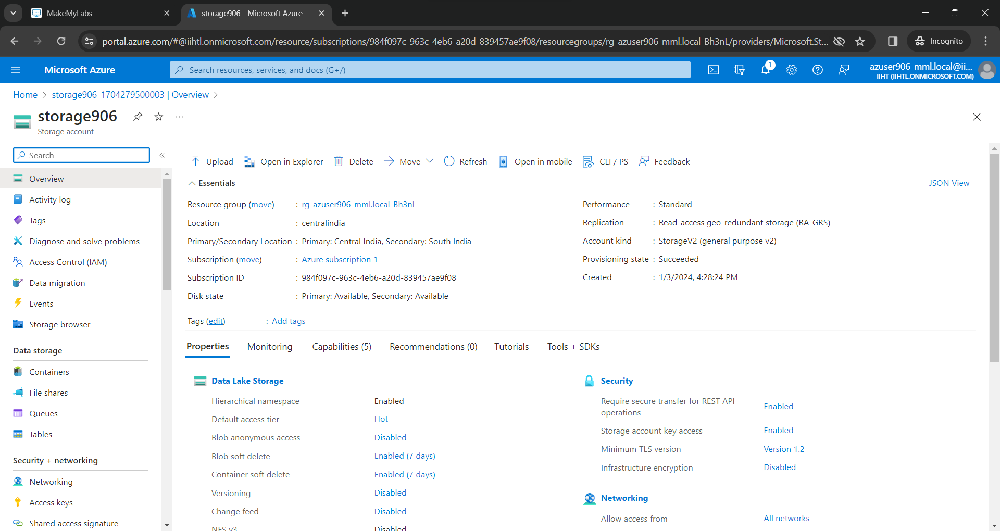 MakeMyLabs
storage906 - Microsoft Azure
portal.azure.com/#@iihtl.onmicrosoft.com/resource/subscriptions/984f097c-963c-4eb6-a20d-839457ae9f08/resourcegroups/rg-azuser906_mml.local-Bh3nL/providers/Microsoft.St...
Incognito
Microsoft Azure
Search resources, services, and docs (G+/)
1
azuser906_mml.local@ii...
IIHT (IIHTL.ONMICROSOFT.COM)
Home > storage906_1704279500003 | Overview >
storage906
...
Storage account
Search
«
Overview
Activity log
Tags
Diagnose and solve problems
Access Control (IAM)
Data migration
Events
Storage browser
Data storage
Containers
File shares
Queues
Tables
Security + networking
Networking
Access keys
Shared access signature
Upload
Open in Explorer
Delete
Move
Refresh
Open in mobile
CLI / PS
Feedback
Essentials
JSON View
Resource group (move) : rg-azuser906_mml.local-Bh3nL
Location : centralindia
Primary/Secondary Location : Primary: Central India, Secondary: South India
Subscription (move) : Azure subscription 1
Subscription ID : 984f097c-963c-4eb6-a20d-839457ae9f08
Disk state : Primary: Available, Secondary: Available
Performance : Standard
Replication : Read-access geo-redundant storage (RA-GRS)
Account kind : StorageV2 (general purpose v2)
Provisioning state : Succeeded
Created : 1/3/2024, 4:28:24 PM
Tags (edit) : Add tags
Properties
Monitoring
Capabilities (5)
Recommendations (0)
Tutorials
Tools + SDKs
Data Lake Storage
Hierarchical namespace Enabled
Default access tier Hot
Blob anonymous access Disabled
Blob soft delete Enabled (7 days)
Container soft delete Enabled (7 days)
Versioning Disabled
Change feed Disabled
NFS v3 Disabled
Security
Require secure transfer for REST API
operations
Enabled
Storage account key access Enabled
Minimum TLS version Version 1.2
Infrastructure encryption Disabled
Networking
Allow access from All networks